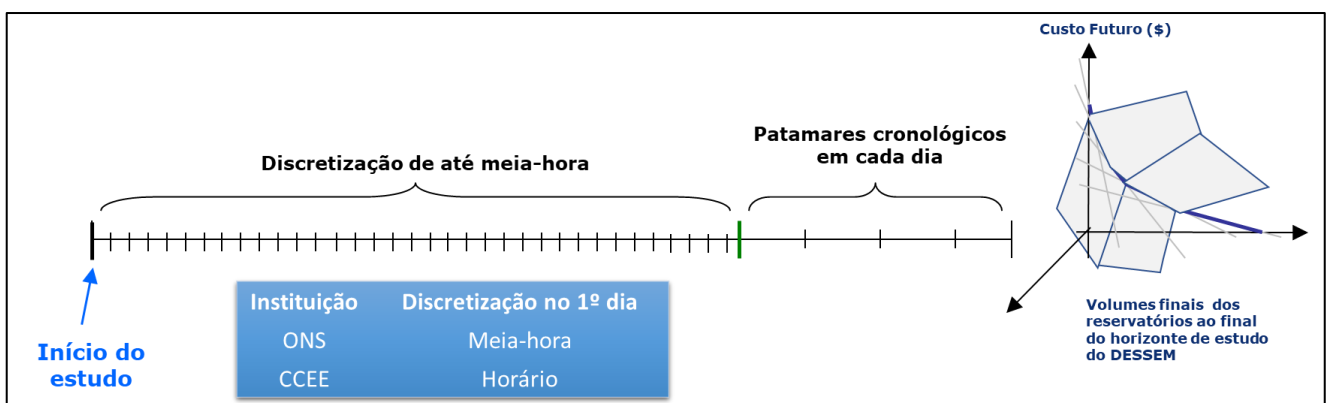 Custo Futuro ($)
Discretização de até meia-hora
Patamares cronológicos
em cada dia
Instituição Discretização no 1º dia
ONS Meia-hora
CCEE Horário
Início do
estudo
Volumes finais dos
reservatórios ao final
do horizonte de estudo
do DESSEM